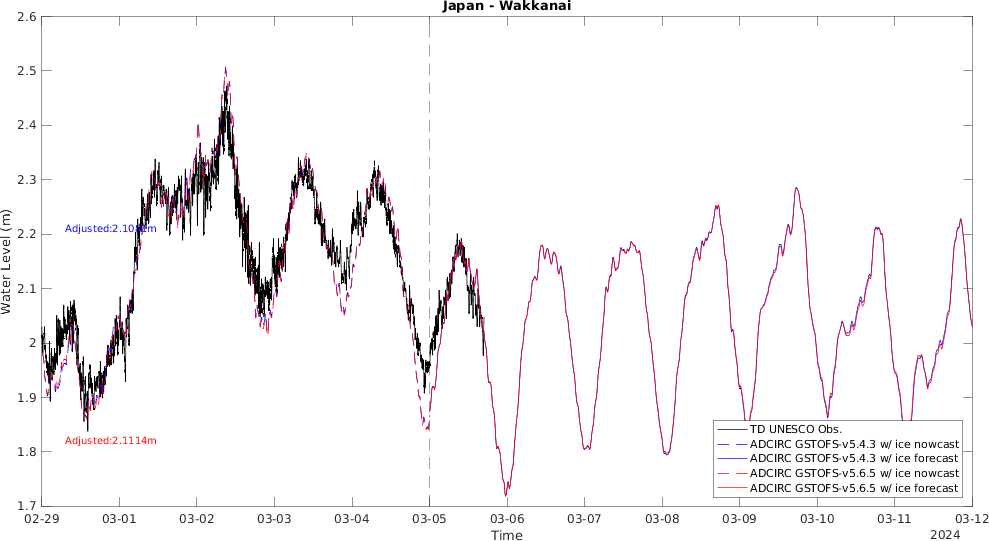 Japan - Wakkanai
2.6
2.5
2.4
2.3
2.2
2.1
2
1.9
1.8
1.7
Water Level (m)
Adjusted:2.1114m
TD UNESCO Obs.
ADCIRC GSTOFS-v5.4.3 w/ ice nowcast
ADCIRC GSTOFS-v5.4.3 w/ ice forecast
ADCIRC GSTOFS-v5.6.5 w/ ice nowcast
ADCIRC GSTOFS-v5.6.5 w/ ice forecast
02-29 03-01 03-02 03-03 03-04 03-05 03-06 03-07 03-08 03-09 03-10 03-11 03-12
Time
2024